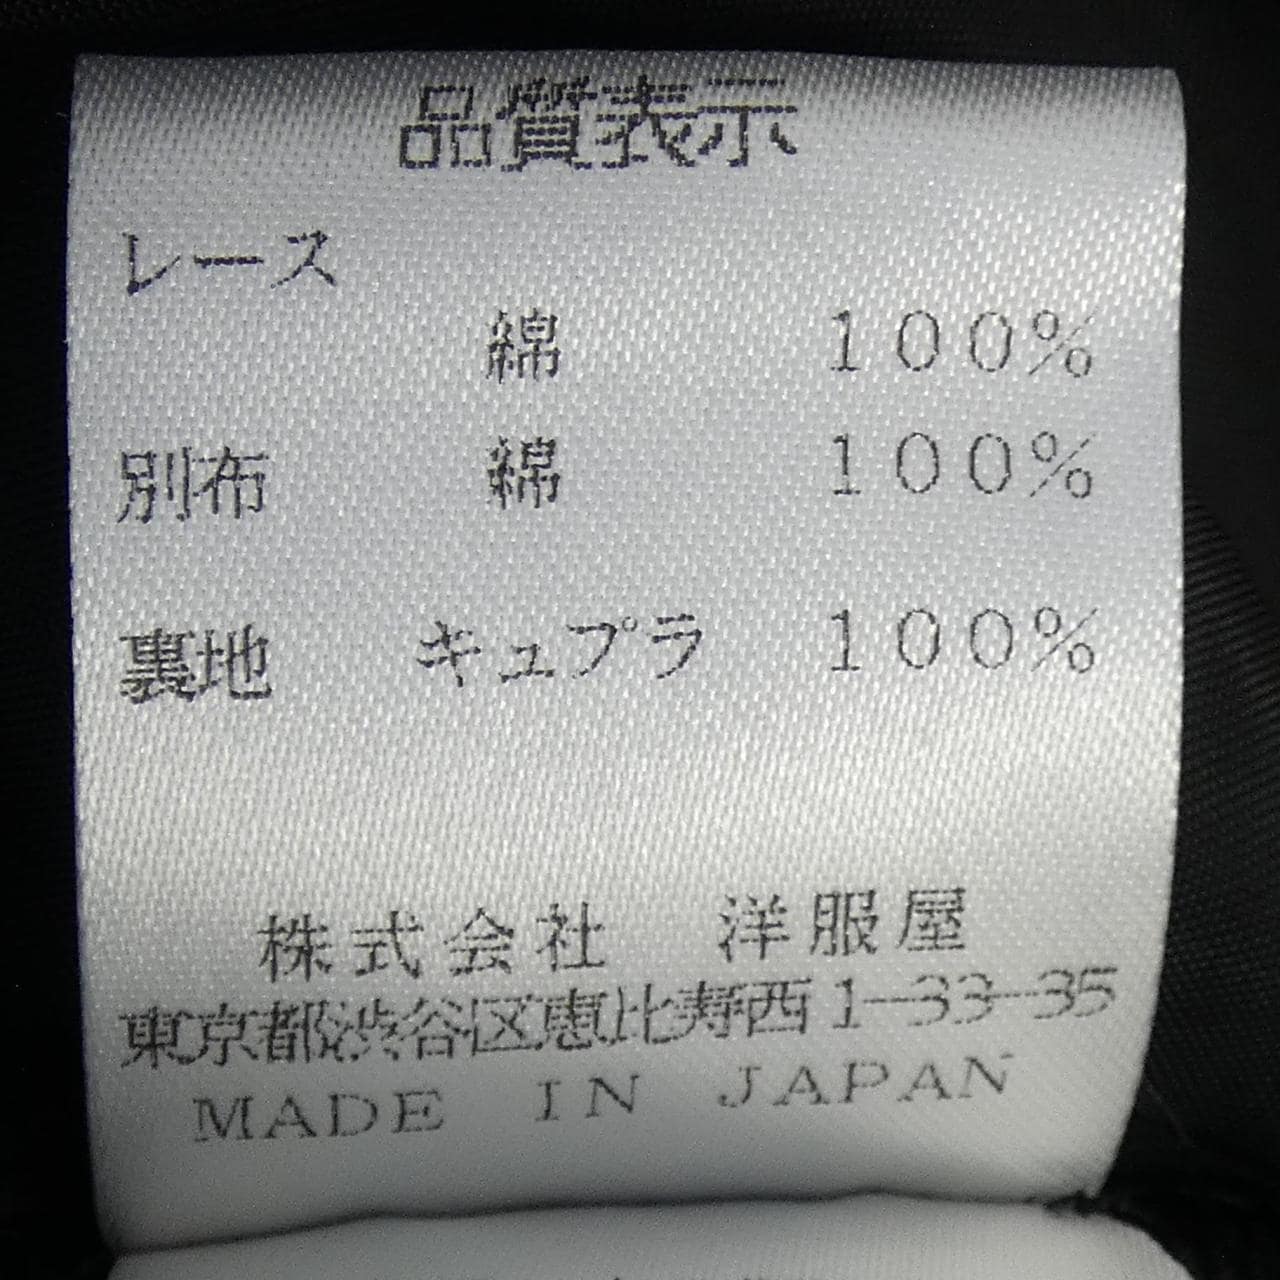 品質表示
レース
綿 100%
別布 綿 100%
裏地 キュプラ 100%
株式会社 洋服屋
東京都渋谷区恵比寿西1-33-35
MADE IN JAPAN